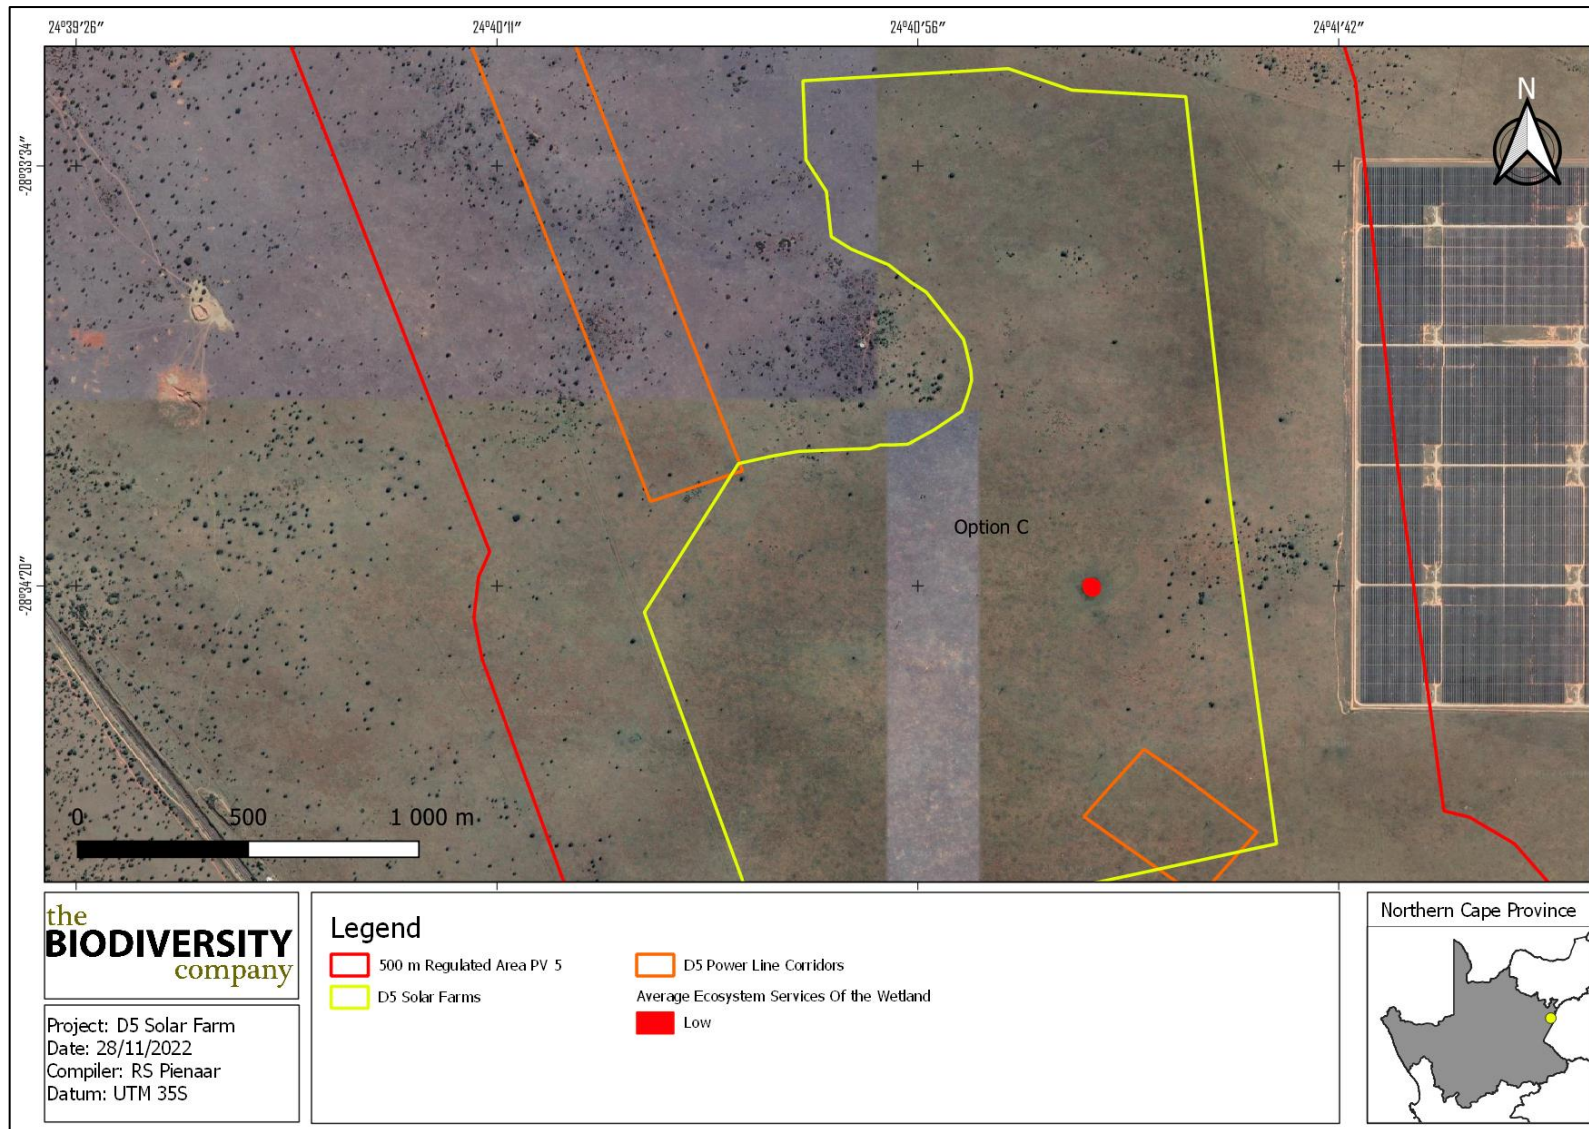 24°39'26"
24°40'1"
24°40'56"
24°41'42"
N
-28°33'34"
Option C
-28°34'20"
0 500 1 000 m
the
BIODIVERSITY
company
Project: D5 Solar Farm
Date: 28/11/2022
Compiler: RS Pienaar
Datum: UTM 35S
Legend
500 m Regulated Area PV 5
D5 Solar Farms
D5 Power Line Corridors
Average Ecosystem Services Of the Wetland
Low
Northern Cape Province